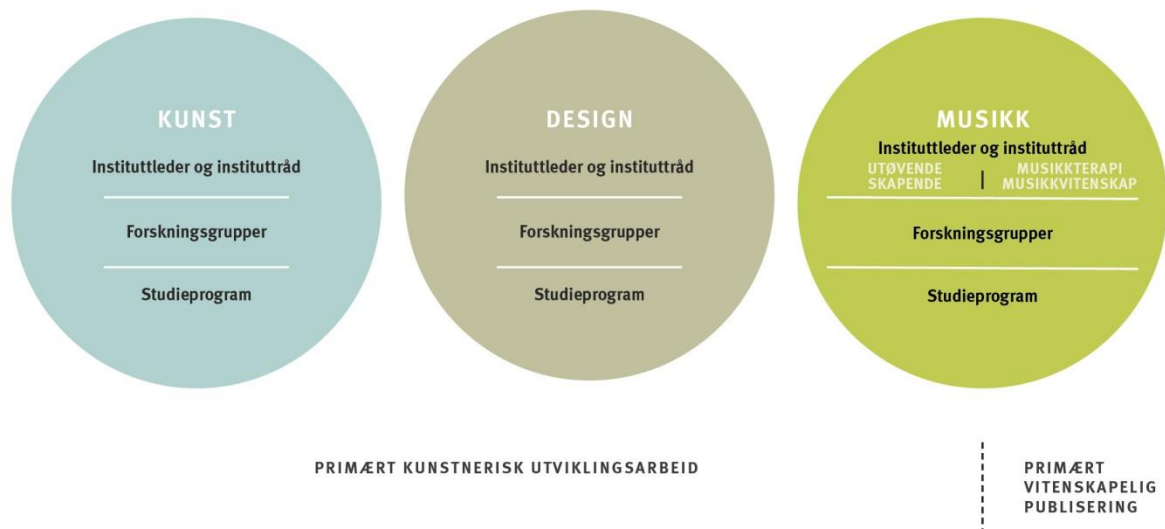 KUNST
Instituttleder og instituttråd
Forskningsgrupper
Studieprogram
DESIGN
Instituttleder og instituttråd
Forskningsgrupper
Studieprogram
MUSIKK
Instituttleder og instituttråd
UTØVENDE
SKAPENDE
MUSIKKTERAPI
MUSIKKVITENSKAP
Forskningsgrupper
Studieprogram
PRIMÆRT KUNSTNERISK UTVIKLINGSARBEID
PRIMÆRT
VITENSKAPELIG
PUBLISERING